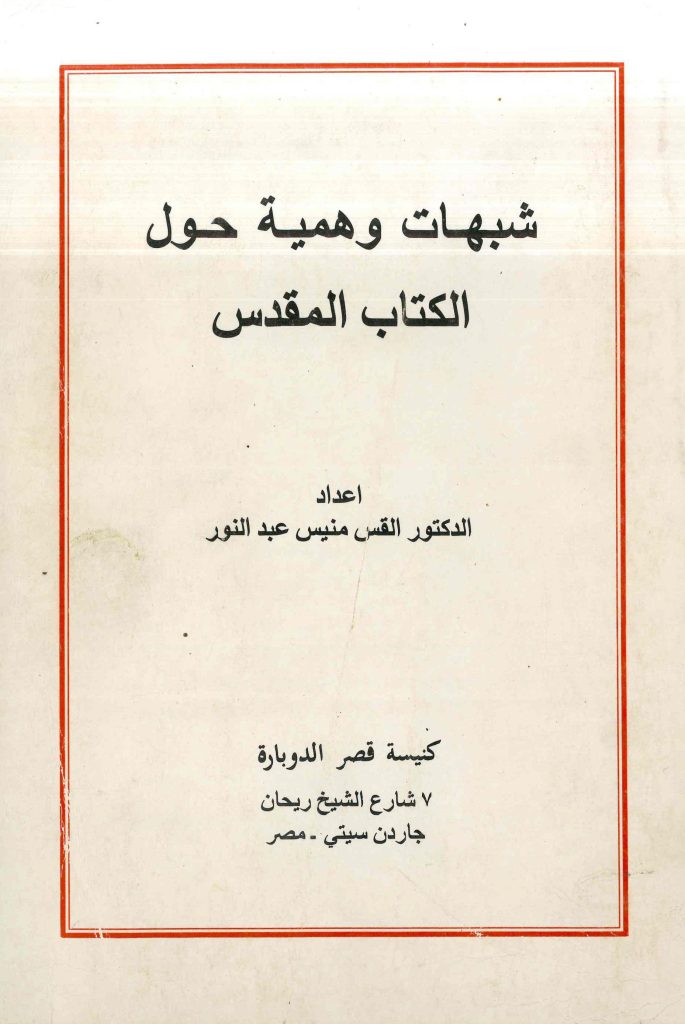 شبهات وهمية حول
الكتاب المقدس
اعداد
الدكتور القس منيس عبد النور
كنيسة قصر الدوبارة
٧ شارع الشيخ ريحان
جاردن سيتي - مصر